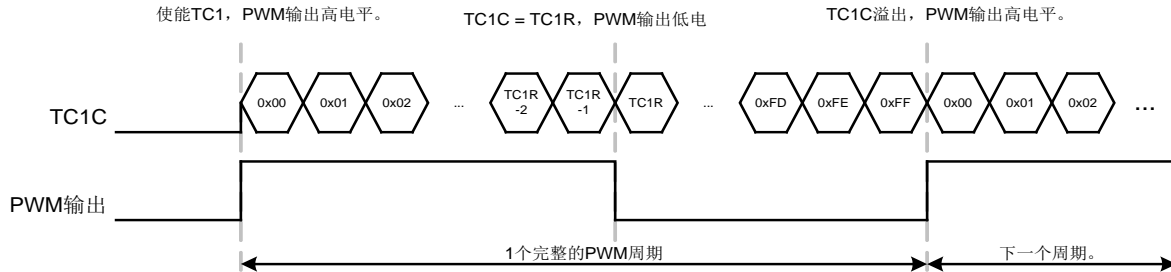 使能TC1，PWM输出高电平。
TC1C = TC1R，PWM输出低电
TC1C溢出，PWM输出高电平。
TC1C
0x00 0x01 0x02 ... TC1R-2 TC1R-1 TC1R ... 0xFD 0xFE 0xFF 0x00 0x01 0x02 ...
PWM输出
1个完整的PWM周期
下一个周期。